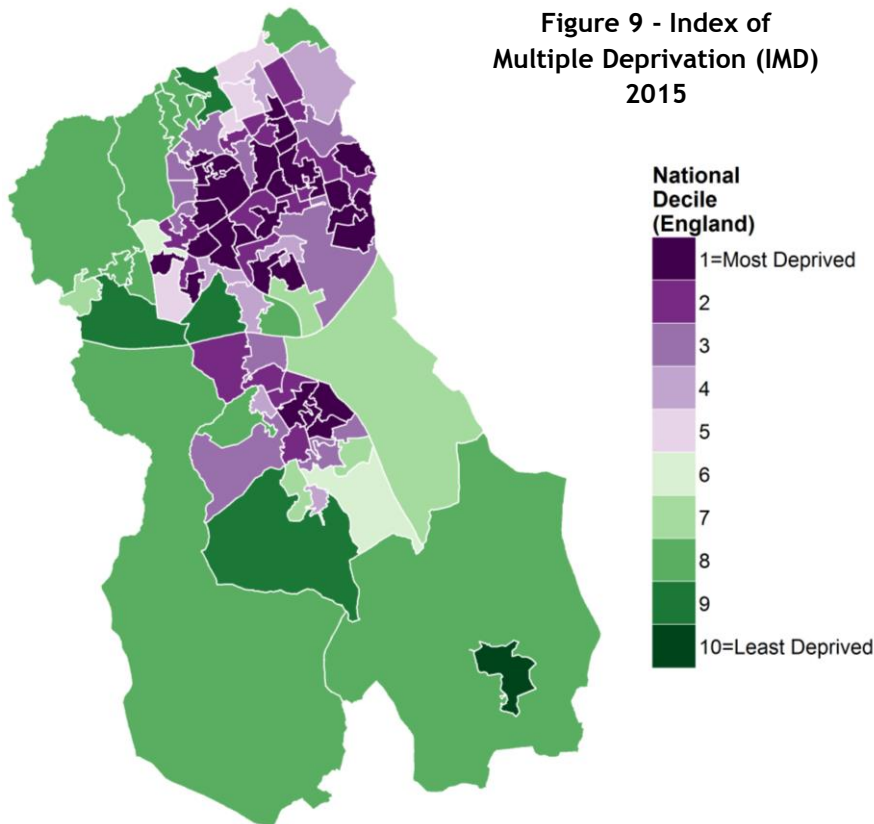 Figure 9 - Index of
Multiple Deprivation (IMD)
2015
National
Decile
(England)
1=Most Deprived
2
3
4
5
6
7
8
9
10=Least Deprived